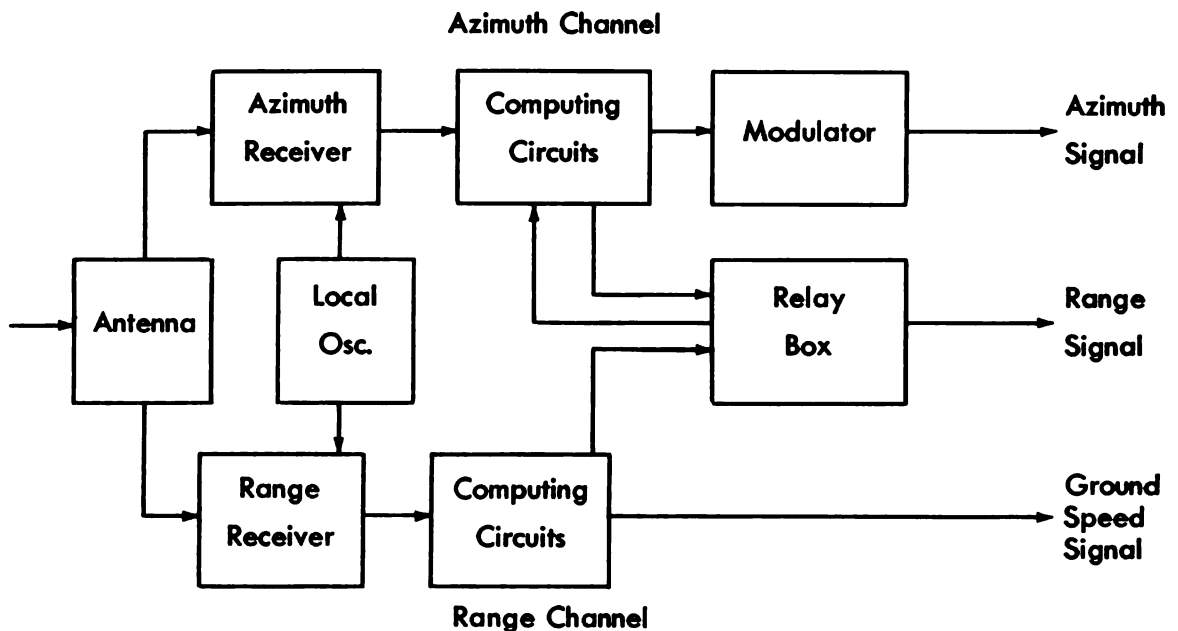 Azimuth Channel
Azimuth
Receiver
Computing
Circuits
Modulator
Azimuth
Signal
Antenna
Local
Osc.
Relay
Box
Range
Signal
Range
Receiver
Computing
Circuits
Ground
Speed
Signal
Range Channel